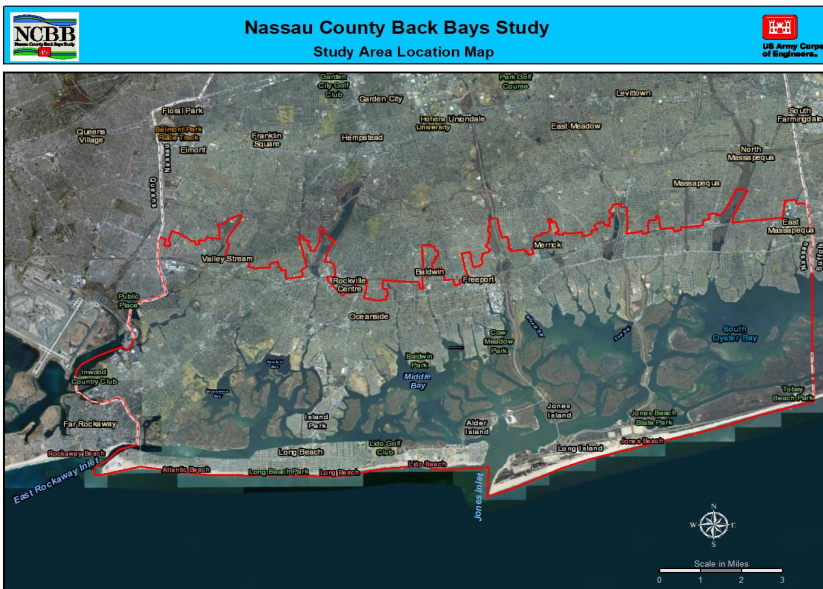 NCBB
Nassau County Back Bays Study
Nassau County Back Bays Study
Study Area Location Map
US Army Corps
of Engineers.
Garden
City Golf
Club
Garden City
Park Golf
Course
Levittown
Floral Park
Queens
Village
Belmont Park
Race Track
Elmont
Franklin
Square
Hempstead
Hofstra
University
Uniondale
East Meadow
South
Farmingdale
North
Massapequa
Massapequa
Queens
Nassau
East
Massapequa
Valley Stream
Merrick
Nassau
Suffolk
Rockville
Centre
Baldwin
Freeport
Public
Place
Oceanside
Cow
Meadow
Park
South
Oyster Bay
Baldwin
Park
Middle
Bay
Inwood
Country Club
Tobay
Beach Park
Far Rockaway
Island
Park
Alder
Island
Jones
Island
Jones Beach
State Park
Rockaway Beach
Long Beach
Lido Golf
Club
Long Island
Jones Beach
East Rockaway Inlet
Atlantic Beach
Long Beach Park
Long Beach
Lido Beach
Jones Inlet
N
W
E
S
Scale in Miles
0 1 2 3